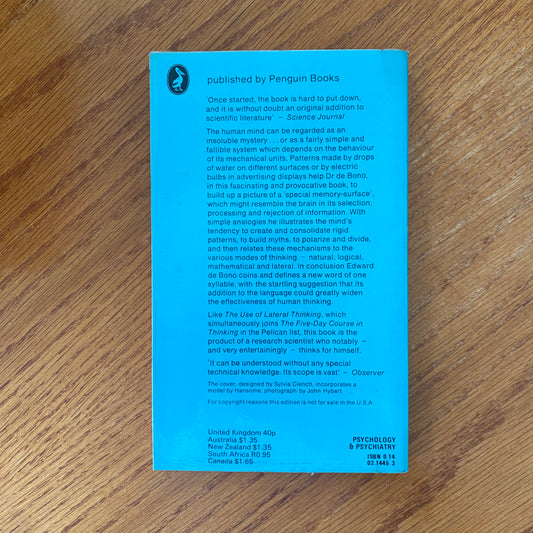 published by Penguin Books
'Once started, the book is hard to put down,
and it is without doubt an original addition to
scientific literature' – Science Journal
The human mind can be regarded as an
insoluble mystery . . . or as a fairly simple and
fallible system which depends on the behaviour
of its mechanical units. Patterns made by drops
of water on different surfaces or by electric
bulbs in advertising displays help Dr de Bono,
in this fascinating and provocative book, to
build up a picture of a 'special memory-surface',
which might resemble the brain in its selection,
processing and rejection of information. With
simple analogies he illustrates the mind's
tendency to create and consolidate rigid
patterns, to build myths, to polarize and divide,
and then relates these mechanisms to the
various modes of thinking – natural, logical,
mathematical and lateral. In conclusion Edward
de Bono coins and defines a new word of one
syllable, with the startling suggestion that its
addition to the language could greatly widen
the effectiveness of human thinking.
Like The Use of Lateral Thinking, which
simultaneously joins The Five-Day Course in
Thinking in the Pelican list, this book is the
product of a research scientist who notably –
and very entertainingly – thinks for himself.
'it can be understood without any special
technical knowledge. Its scope is vast' – Observer
The cover, designed by Sylvia Clench, incorporates a
model by Hansome, photograph by John Hybert
For copyright reasons this edition is not for sale in the U.S.A.
United Kingdom 40p
Australia $1.35
New Zealand $1.35
South Africa R0.95
Canada $1.65
PSYCHOLOGY
& PSYCHIATRY
ISBN 0 14
02.1445 3